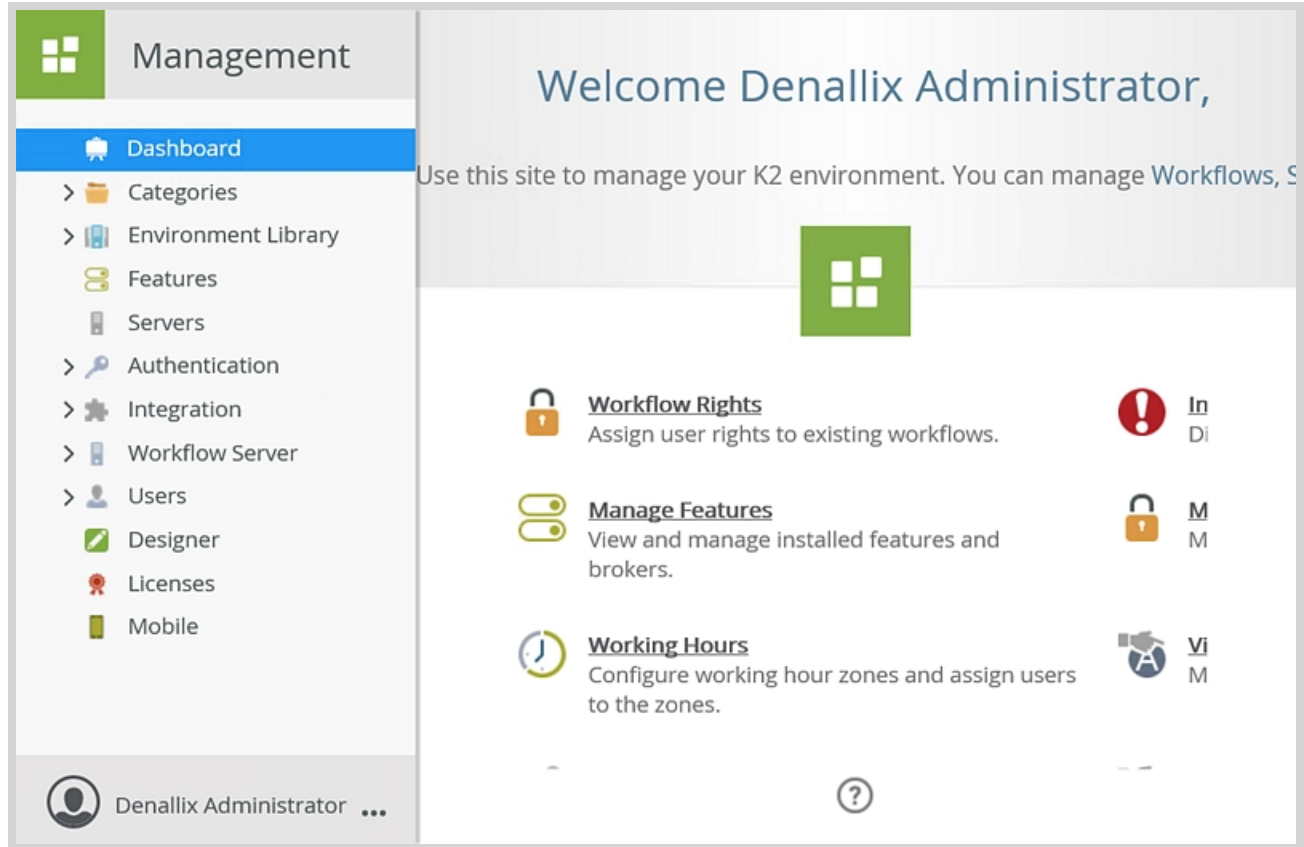 Management
Dashboard
Categories
Environment Library
Features
Servers
Authentication
Integration
Workflow Server
Users
Designer
Licenses
Mobile
Denallix Administrator ...
Welcome Denallix Administrator,
Use this site to manage your K2 environment. You can manage Workflows, S
Workflow Rights
Assign user rights to existing workflows.
Manage Features
View and manage installed features and
brokers.
Working Hours
Configure working hour zones and assign users
to the zones.
In
Di
M
M
Vi
M
?